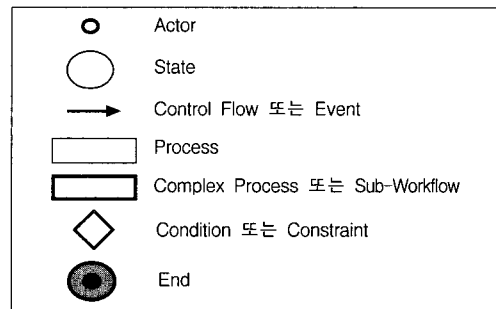 Actor
State
Control Flow 또는 Event
Process
Complex Process 또는 Sub-Workflow
Condition 또는 Constraint
End